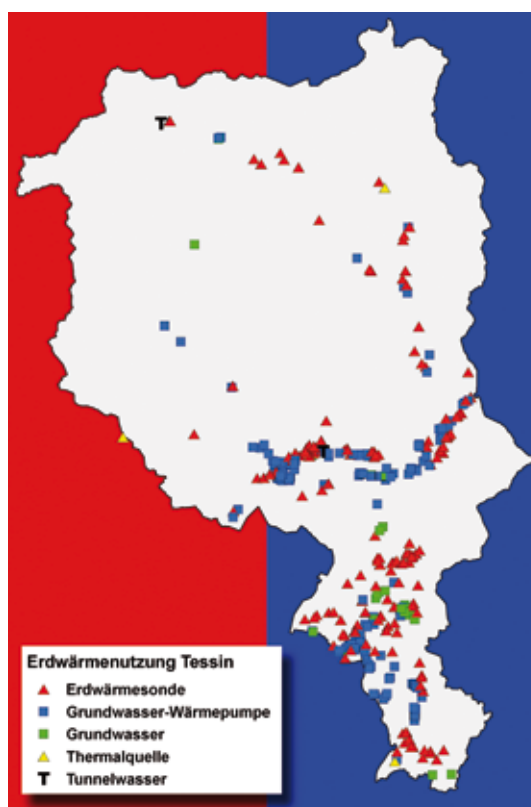 T
T
Erdwärmenutzung Tessin
Erdwärmesonde
Grundwasser-Wärmepumpe
Grundwasser
Thermalquelle
T Tunnelwasser